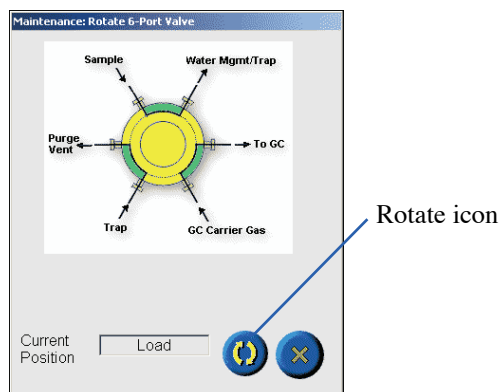 Maintenance: Rotate 6-Port Valve
Sample
Water Mgmt/Trap
Purge
Vent
To GC
Trap
GC Carrier Gas
Rotate icon
Current
Position
Load